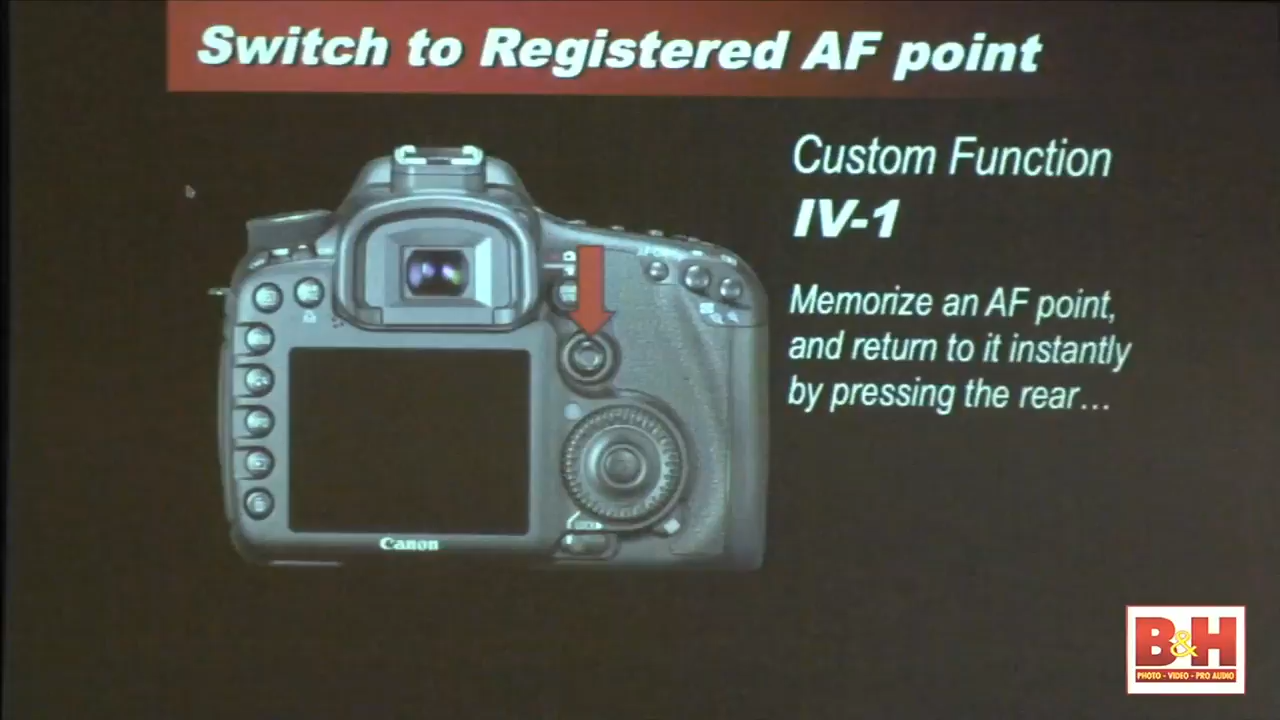 Switch to Registered AF point
Custom Function
IV-1
Memorize an AF point,
and return to it instantly
by pressing the rear...
Canon
LOCK
B&H
PHOTO - VIDEO - PRO AUDIO